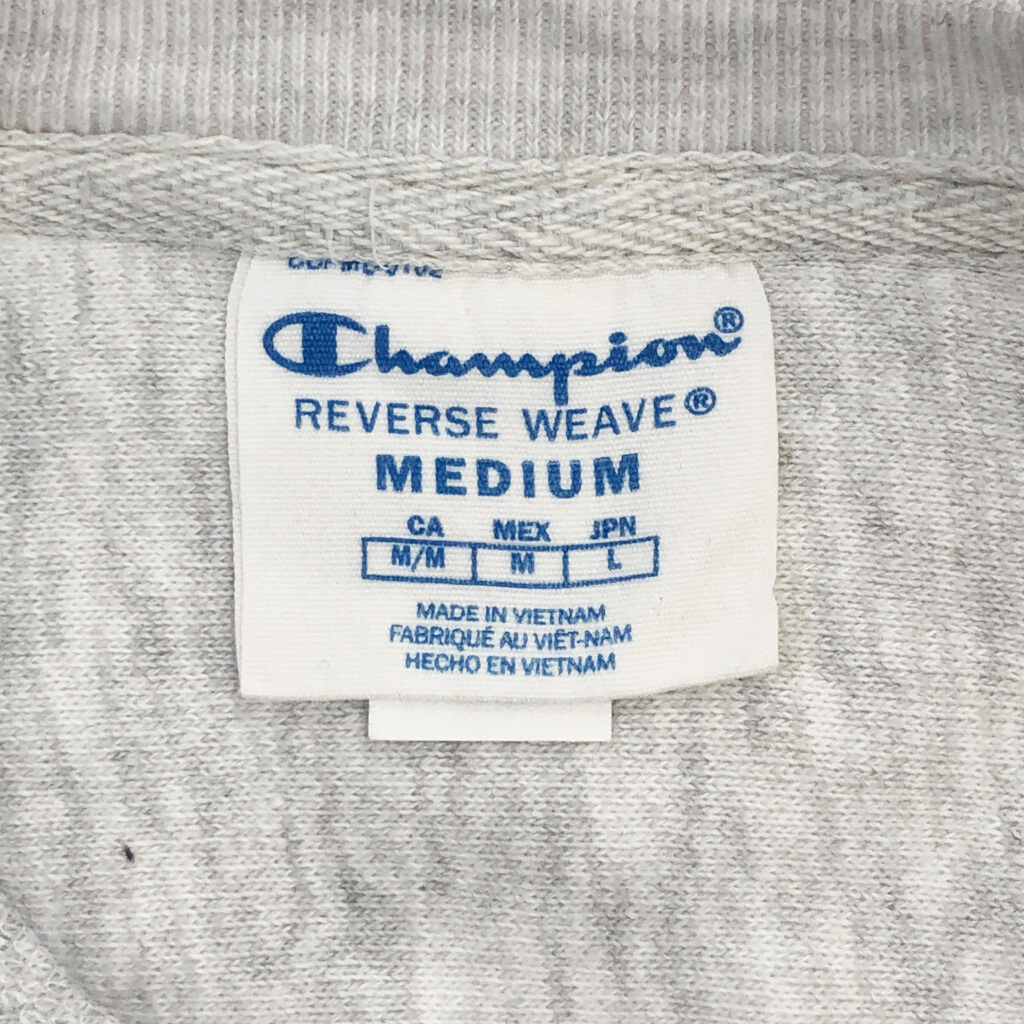 Champion®
REVERSE WEAVE®
MEDIUM
CA MEX JPN
M/M M L
MADE IN VIETNAM
FABRIQUÉ AU VIÊT-NAM
HECHO EN VIETNAM